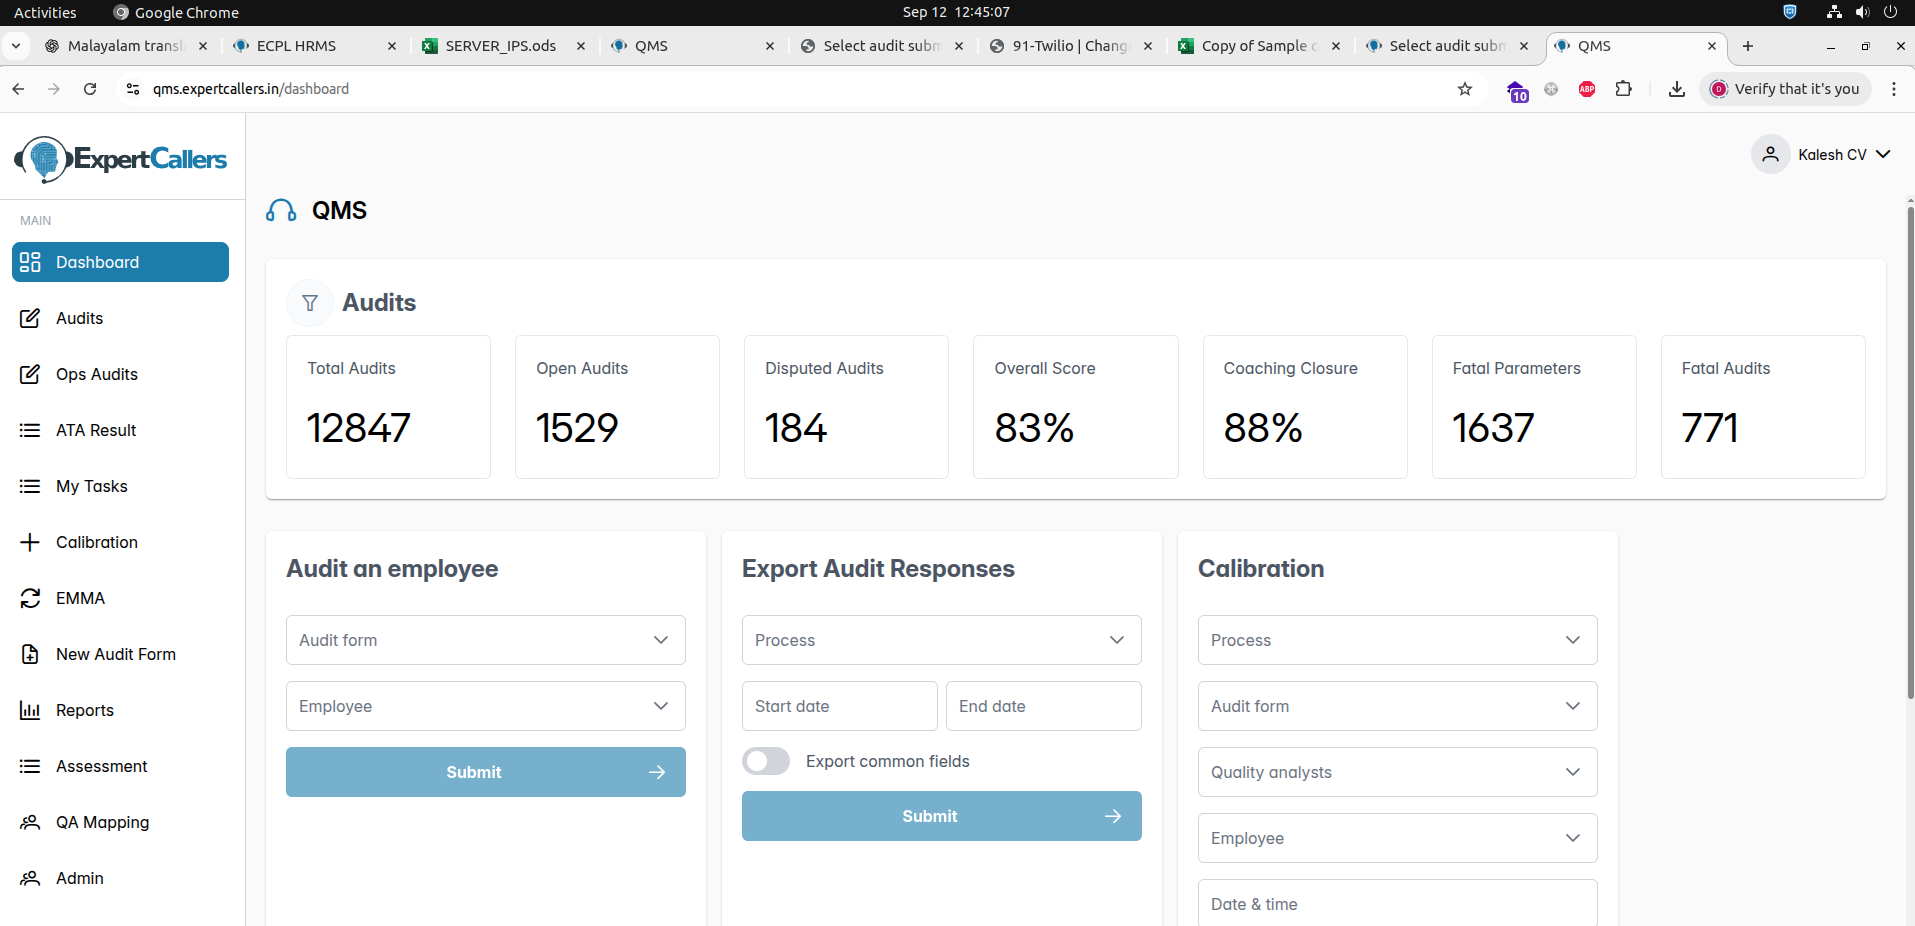 Activities
Google Chrome
Sep 12 12:45:07
Malayalam transl
ECPL HRMS
SERVER_IPS.ods
QMS
Select audit subm
91-Twilio | Chang
Copy of Sample
Select audit subm
QMS
qms.expertcallers.in/dashboard
10
ABP
D
Verify that it's you
ExpertCallers
Kalesh CV
MAIN
Dashboard
Audits
Ops Audits
ATA Result
My Tasks
Calibration
EMMA
New Audit Form
Reports
Assessment
QA Mapping
Admin
QMS
Audits
Total Audits
12847
Open Audits
1529
Disputed Audits
184
Overall Score
83%
Coaching Closure
88%
Fatal Parameters
1637
Fatal Audits
771
Audit an employee
Audit form
Employee
Submit
Export Audit Responses
Process
Start date
End date
Export common fields
Submit
Calibration
Process
Audit form
Quality analysts
Employee
Date & time